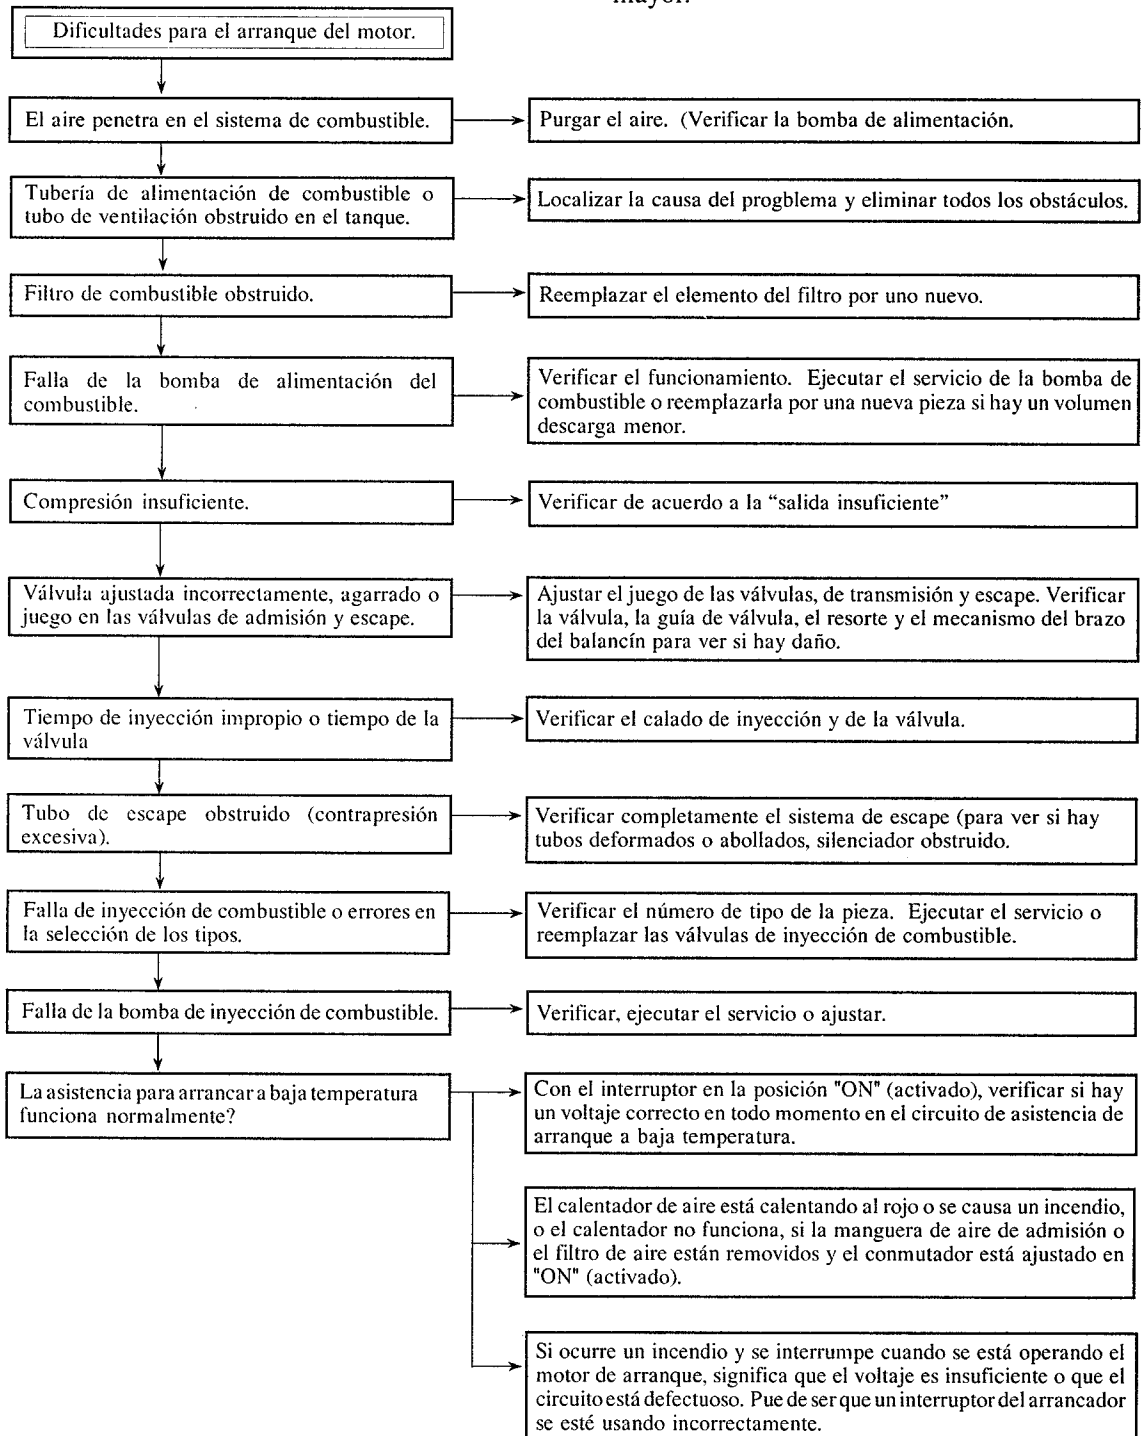 mayor.
Dificultades para el arranque del motor.
El aire penetra en el sistema de combustible.
Purgar el aire. (Verificar la bomba de alimentación.
Tubería de alimentación de combustible o
tubo de ventilación obstruido en el tanque.
Localizar la causa del progblema y eliminar todos los obstáculos.
Filtro de combustible obstruido.
Reemplazar el elemento del filtro por uno nuevo.
Falla de la bomba de alimentación del
combustible.
Verificar el funcionamiento. Ejecutar el servicio de la bomba de
combustible o reemplazarla por una nueva pieza si hay un volumen
descarga menor.
Compresión insuficiente.
Verificar de acuerdo a la “salida insuficiente”
Válvula ajustada incorrectamente, agarrado o
juego en las válvulas de admisión y escape.
Ajustar el juego de las válvulas, de transmisión y escape. Verificar
la válvula, la guía de válvula, el resorte y el mecanismo del brazo
del balancín para ver si hay daño.
Tiempo de inyección impropio o tiempo de la
válvula
Verificar el calado de inyección y de la válvula.
Tubo de escape obstruido (contrapresión
excesiva).
Verificar completamente el sistema de escape (para ver si hay
tubos deformados o abollados, silenciador obstruido.
Falla de inyección de combustible o errores en
la selección de los tipos.
Verificar el número de tipo de la pieza. Ejecutar el servicio o
reemplazar las válvulas de inyección de combustible.
Falla de la bomba de inyección de combustible.
Verificar, ejecutar el servicio o ajustar.
La asistencia para arrancar a baja temperatura
funciona normalmente?
Con el interruptor en la posición "ON" (activado), verificar si hay
un voltaje correcto en todo momento en el circuito de asistencia de
arranque a baja temperatura.
El calentador de aire está calentando al rojo o se causa un incendio,
o el calentador no funciona, si la manguera de aire de admisión o
el filtro de aire están removidos y el conmutador está ajustado en
"ON" (activado).
Si ocurre un incendio y se interrumpe cuando se está operando el
motor de arranque, significa que el voltaje es insuficiente o que el
circuito está defectuoso. Pue de ser que un interruptor del arrancador
se esté usando incorrectamente.